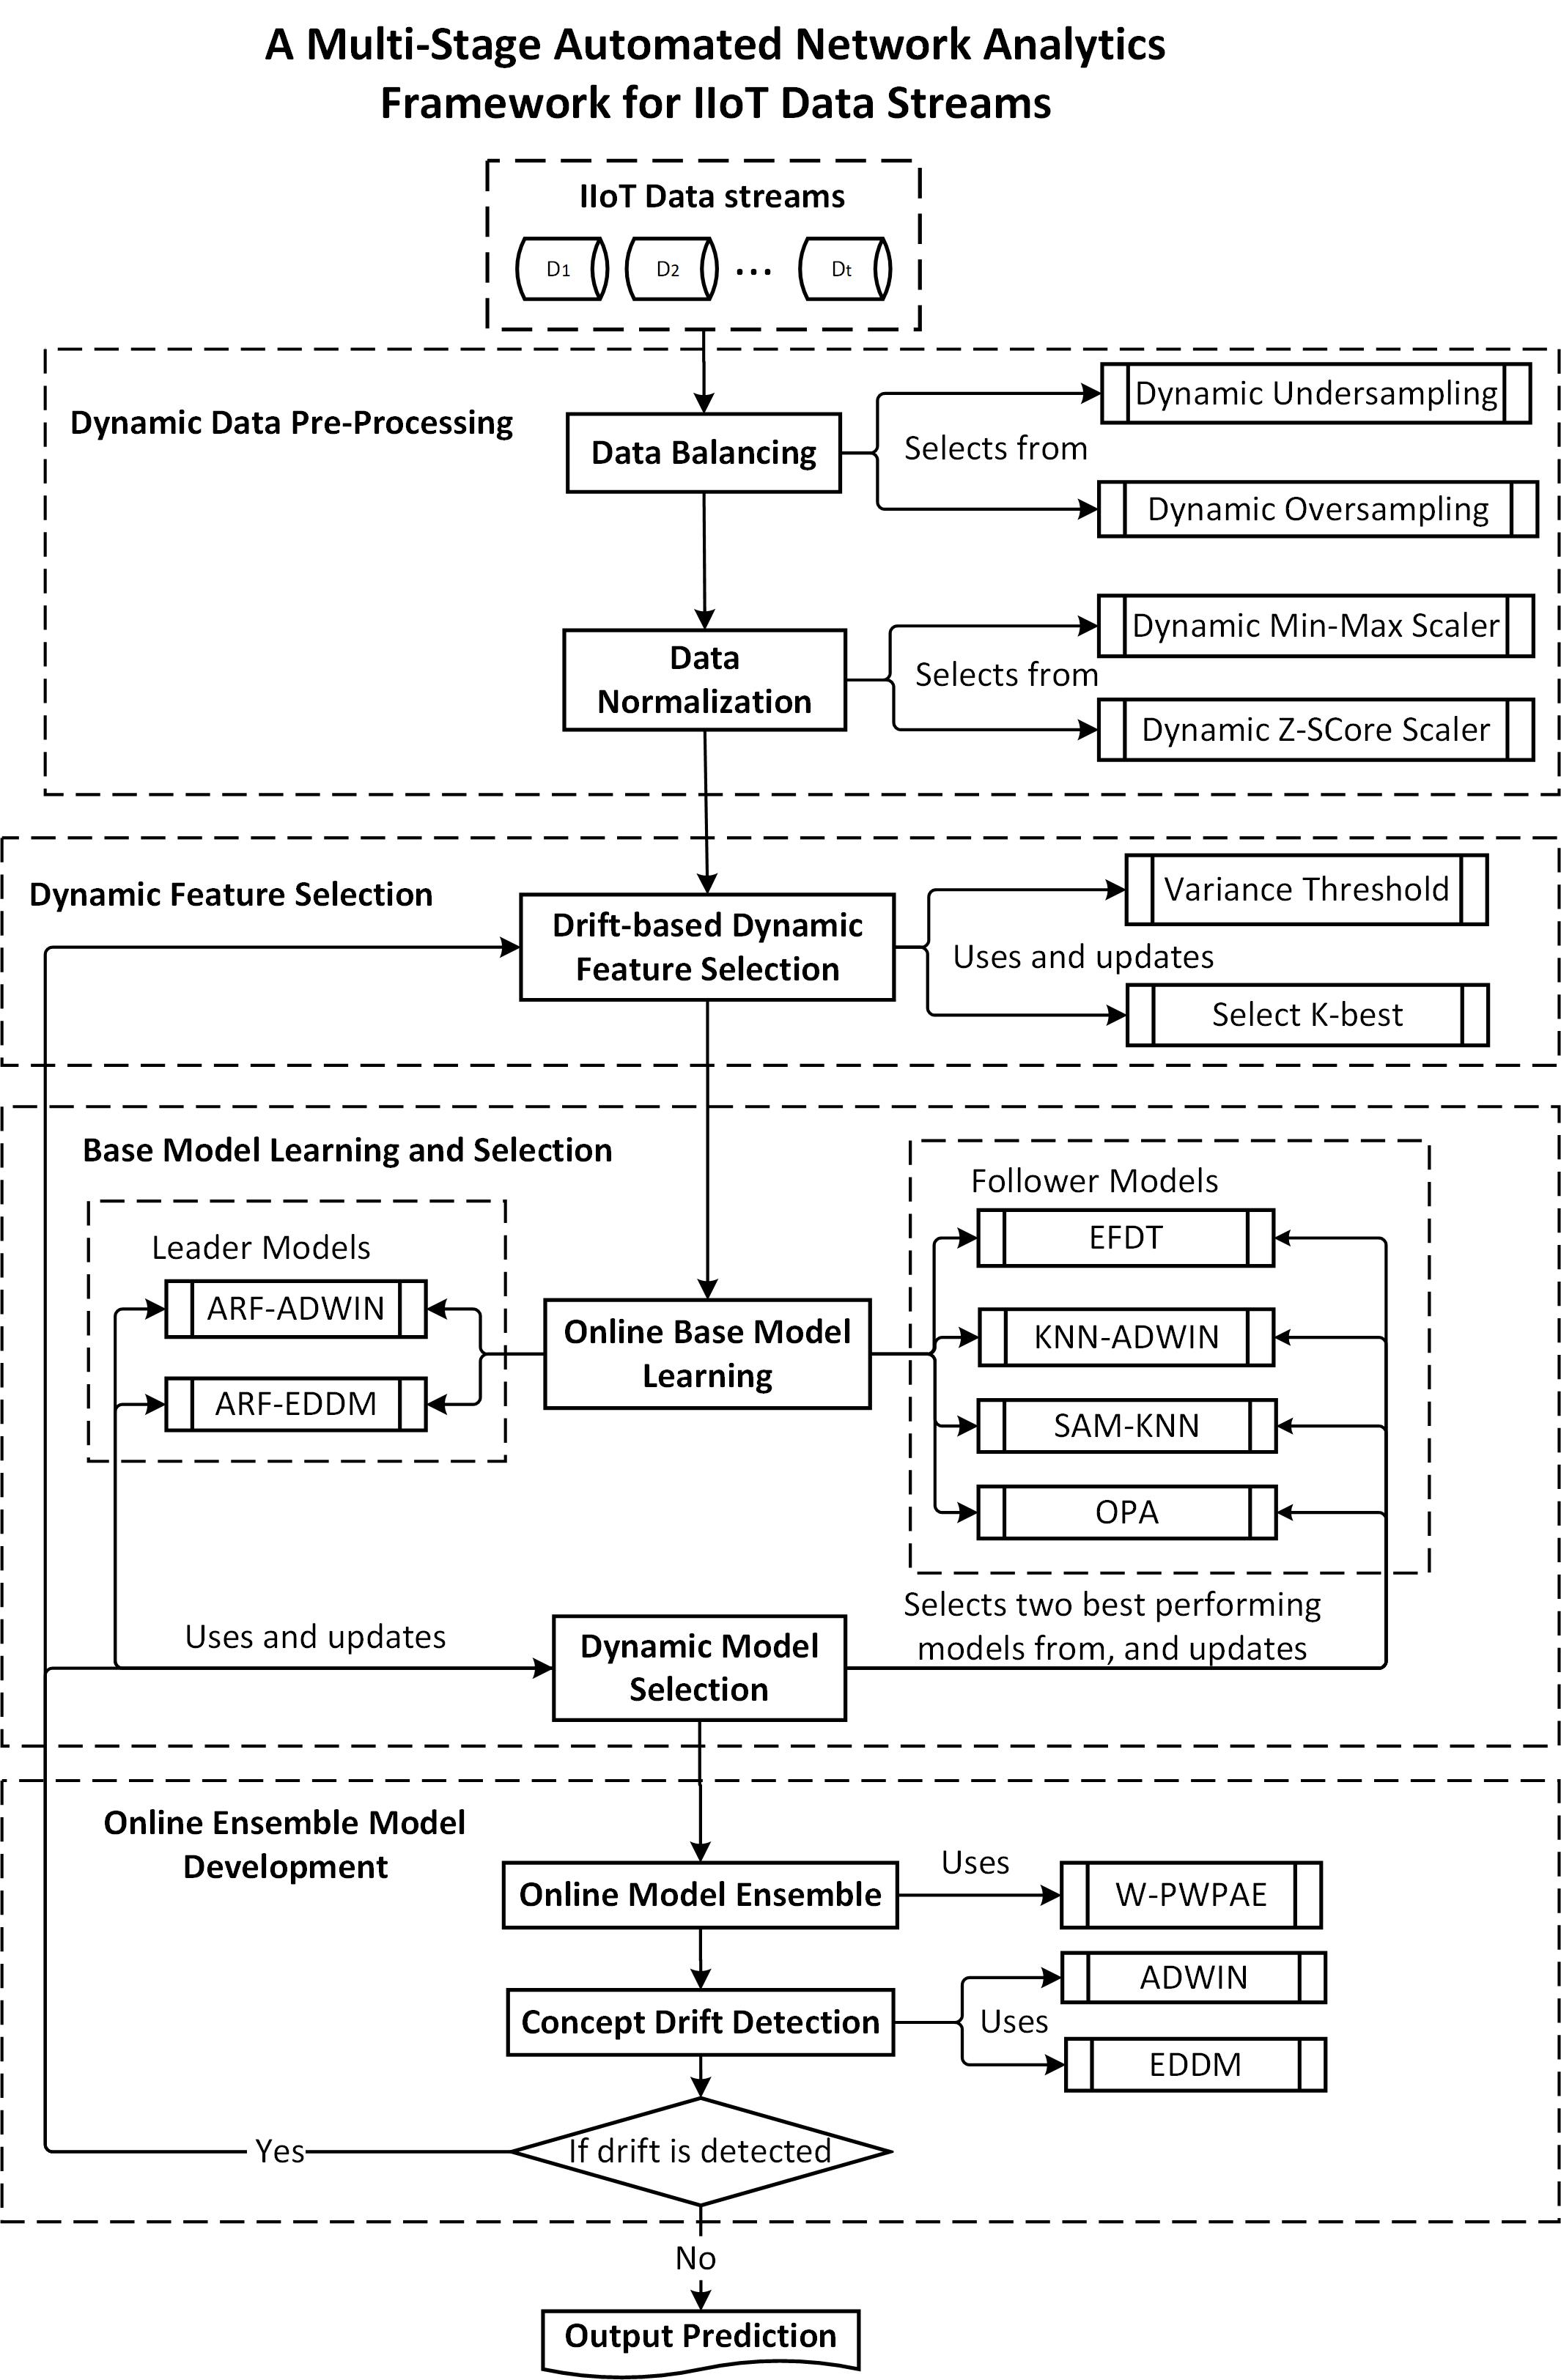 A Multi-Stage Automated Network Analytics
Framework for IIoT Data Streams
IIoT Data streams
D1
D2
...
Dt
Dynamic Data Pre-Processing
Data Balancing
Selects from
Dynamic Undersampling
Dynamic Oversampling
Data
Normalization
Selects from
Dynamic Min-Max Scaler
Dynamic Z-SCore Scaler
Dynamic Feature Selection
Drift-based Dynamic
Feature Selection
Uses and updates
Variance Threshold
Select K-best
Base Model Learning and Selection
Leader Models
ARF-ADWIN
ARF-EDDM
Online Base Model
Learning
Follower Models
EFDT
KNN-ADWIN
SAM-KNN
OPA
Uses and updates
Dynamic Model
Selection
Selects two best performing
models from, and updates
Online Ensemble Model
Development
Online Model Ensemble
Uses
W-PWPAE
Concept Drift Detection
Uses
ADWIN
EDDM
Yes
If drift is detected
No
Output Prediction